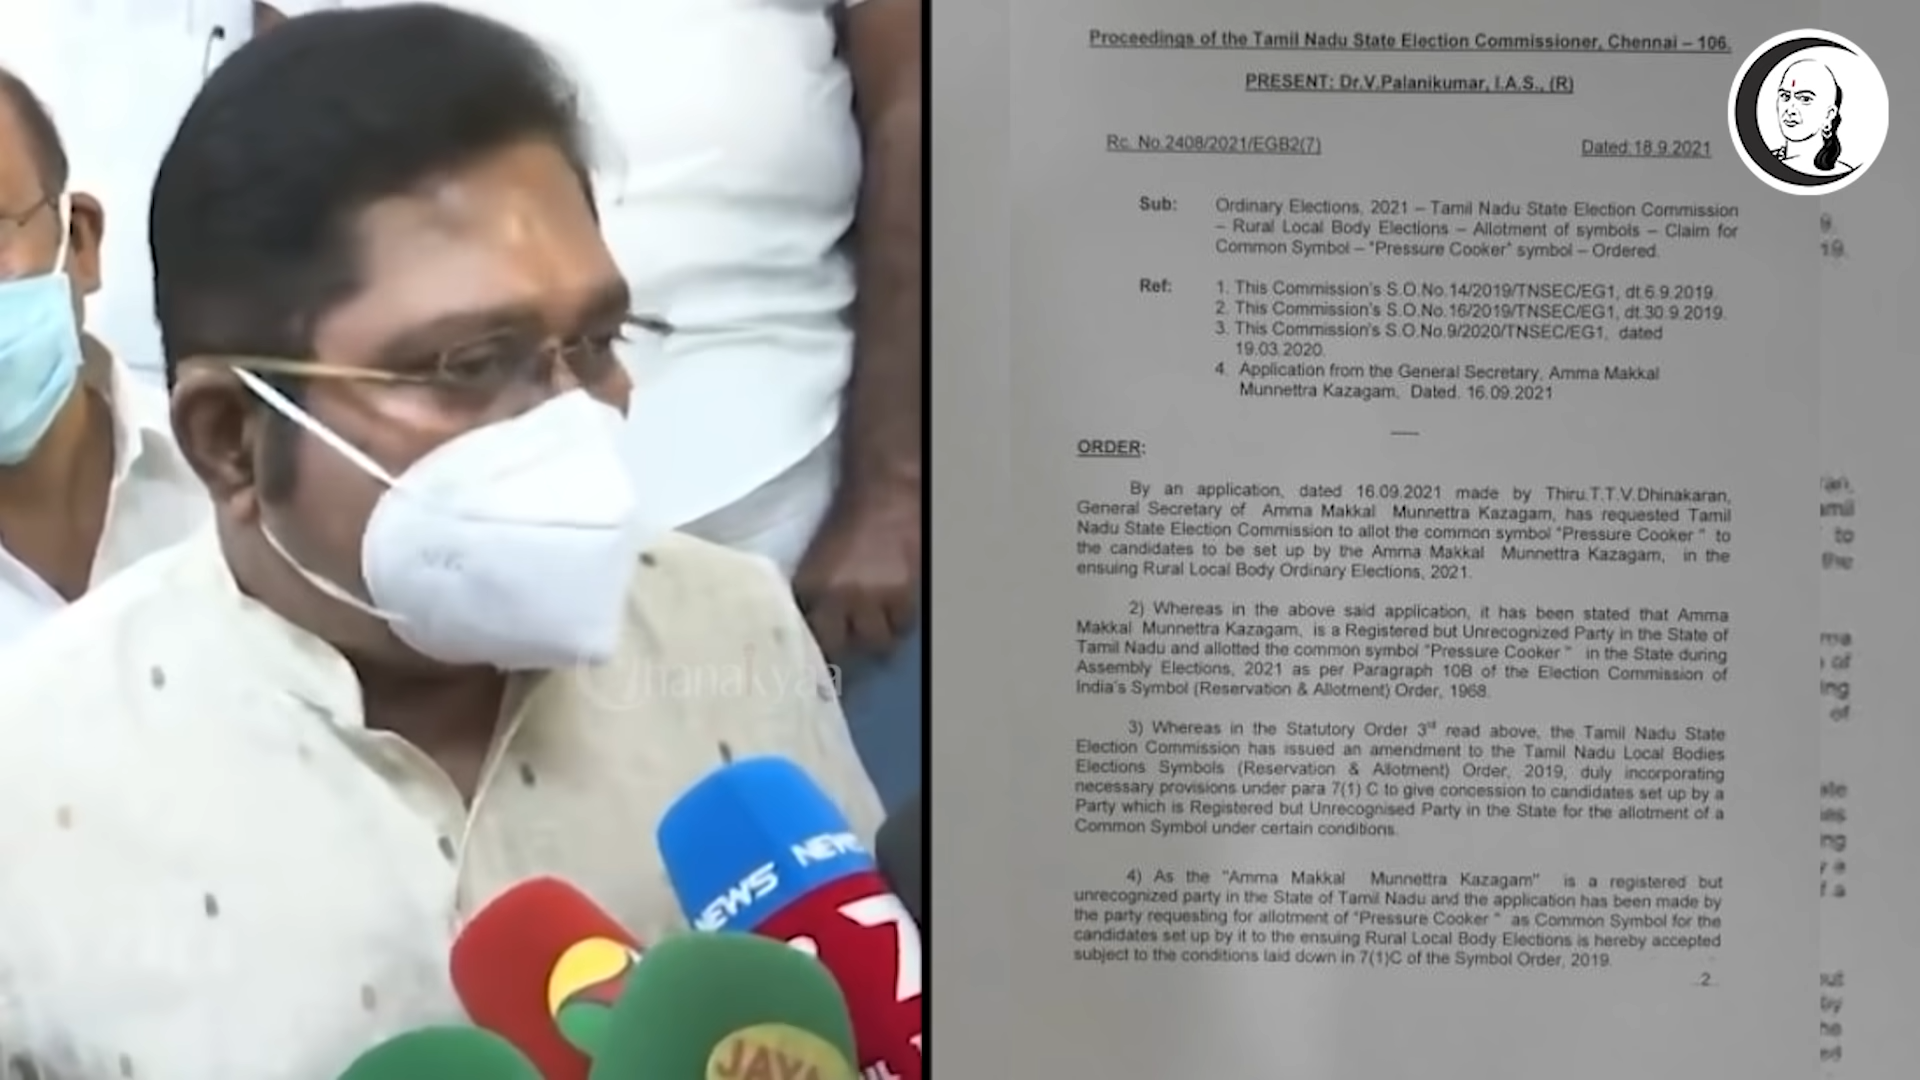 Proceedings of the Tamil Nadu State Election Commissioner, Chennai – 106.
PRESENT: Dr.V.Palanikumar, I.A.S., (R)
Rc. No.2408/2021/EGB2(7) Dated:18.9.2021
Sub: Ordinary Elections, 2021 – Tamil Nadu State Election Commission
– Rural Local Body Elections – Allotment of symbols – Claim for
Common Symbol – "Pressure Cooker" symbol – Ordered.
Ref: 1. This Commission's S.O.No.14/2019/TNSEC/EG1, dt.6.9.2019.
2. This Commission's S.O.No.16/2019/TNSEC/EG1, dt.30.9.2019.
3. This Commission's S.O.No.9/2020/TNSEC/EG1, dated
19.03.2020.
4. Application from the General Secretary, Amma Makkal
Munnettra Kazagam, Dated. 16.09.2021
ORDER:
By an application, dated 16.09.2021 made by Thiru.T.T.V.Dhinakaran,
General Secretary of Amma Makkal Munnettra Kazagam, has requested Tamil
Nadu State Election Commission to allot the common symbol "Pressure Cooker " to
the candidates to be set up by the Amma Makkal Munnettra Kazagam, in the
ensuing Rural Local Body Ordinary Elections, 2021.
2) Whereas in the above said application, it has been stated that Amma
Makkal Munnettra Kazagam, is a Registered but Unrecognized Party in the State of
Tamil Nadu and allotted the common symbol "Pressure Cooker " in the State during
Assembly Elections, 2021 as per Paragraph 10B of the Election Commission of
India's Symbol (Reservation & Allotment) Order, 1968.
3) Whereas in the Statutory Order 3rd read above, the Tamil Nadu State
Election Commission has issued an amendment to the Tamil Nadu Local Bodies
Elections Symbols (Reservation & Allotment) Order, 2019, duly incorporating
necessary provisions under para 7(1) C to give concession to candidates set up by a
Party which is Registered but Unrecognised Party in the State for the allotment of a
Common Symbol under certain conditions.
4) As the "Amma Makkal Munnettra Kazagam" is a registered but
unrecognized party in the State of Tamil Nadu and the application has been made by
the party requesting for allotment of "Pressure Cooker " as Common Symbol for the
candidates set up by it to the ensuing Rural Local Body Elections is hereby accepted
subject to the conditions laid down in 7(1)C of the Symbol Order, 2019.
..2..
Chanakyaa
NEWS NEWS
7
JAYA